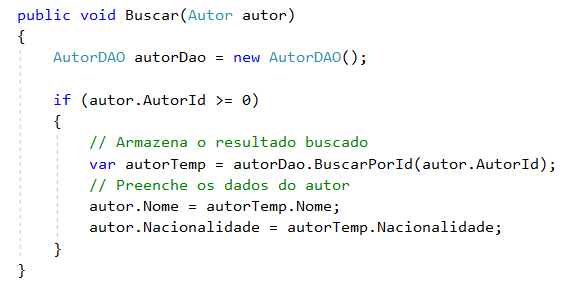 public void Buscar(Autor autor)
{
AutorDAO autorDao = new AutorDAO();
if (autor.AutorId >= 0)
{
// Armazena o resultado buscado
var autorTemp = autorDao.BuscarPorId(autor.AutorId);
// Preenche os dados do autor
autor.Nome = autorTemp.Nome;
autor.Nacionalidade = autorTemp.Nacionalidade;
}
}